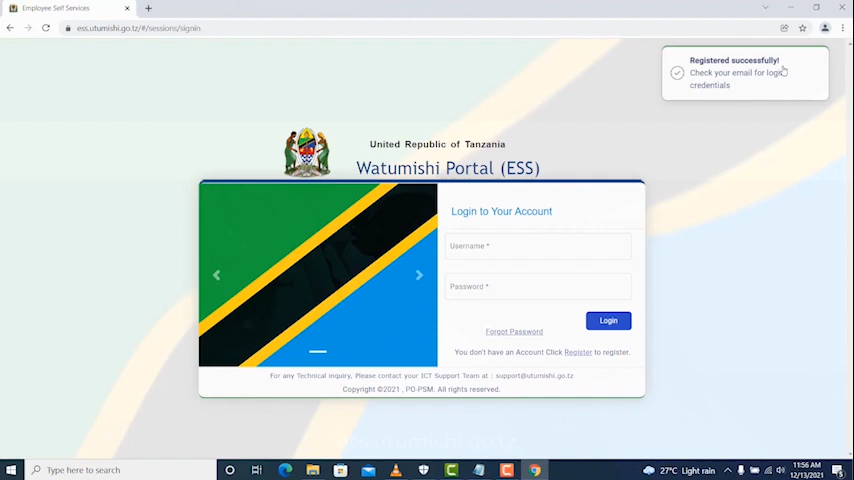 Employee Self Services
ess.utumishi.go.tz/#/sessions/signin
Registered successfully!
Check your email for login
credentials
United Republic of Tanzania
Watumishi Portal (ESS)
Login to Your Account
Username *
Password *
Login
Forgot Password
You don't have an Account Click Register to register.
For any Technical inquiry, Please contact your ICT Support Team at : support@utumishi.go.tz
Copyright ©2021 , PO-PSM. All rights reserved.
ess.utumishi.go.tz
Type here to search
27°C Light rain
11:56 AM
12/13/2021